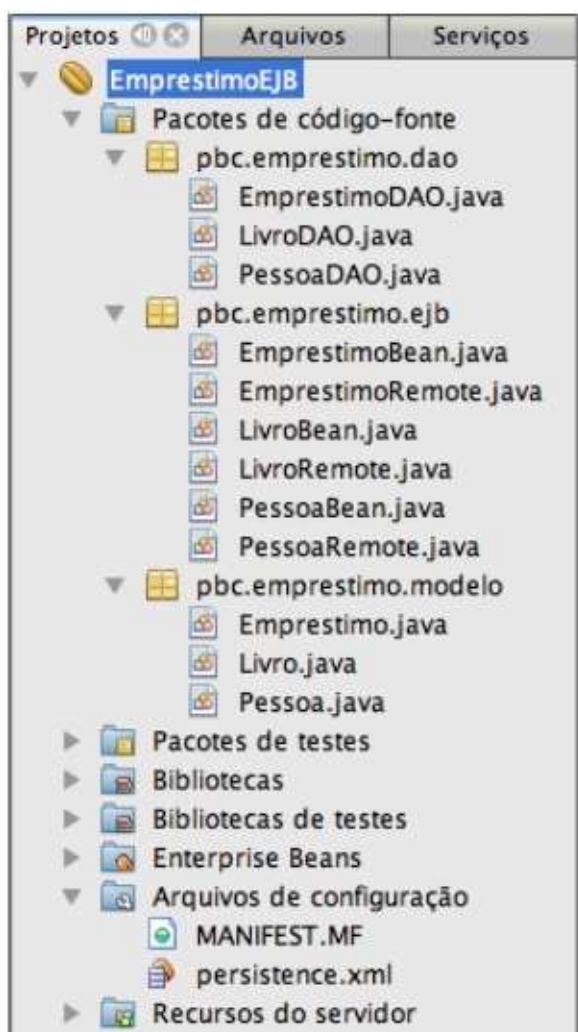 Projetos Arquivos Serviços
EmprestimoEJB
Pacotes de código-fonte
pbc.emprestimo.dao
EmprestimoDAO.java
LivroDAO.java
PessoaDAO.java
pbc.emprestimo.ejb
EmprestimoBean.java
EmprestimoRemote.java
LivroBean.java
LivroRemote.java
PessoaBean.java
PessoaRemote.java
pbc.emprestimo.modelo
Emprestimo.java
Livro.java
Pessoa.java
Pacotes de testes
Bibliotecas
Bibliotecas de testes
Enterprise Beans
Arquivos de configuração
MANIFEST.MF
persistence.xml
Recursos do servidor